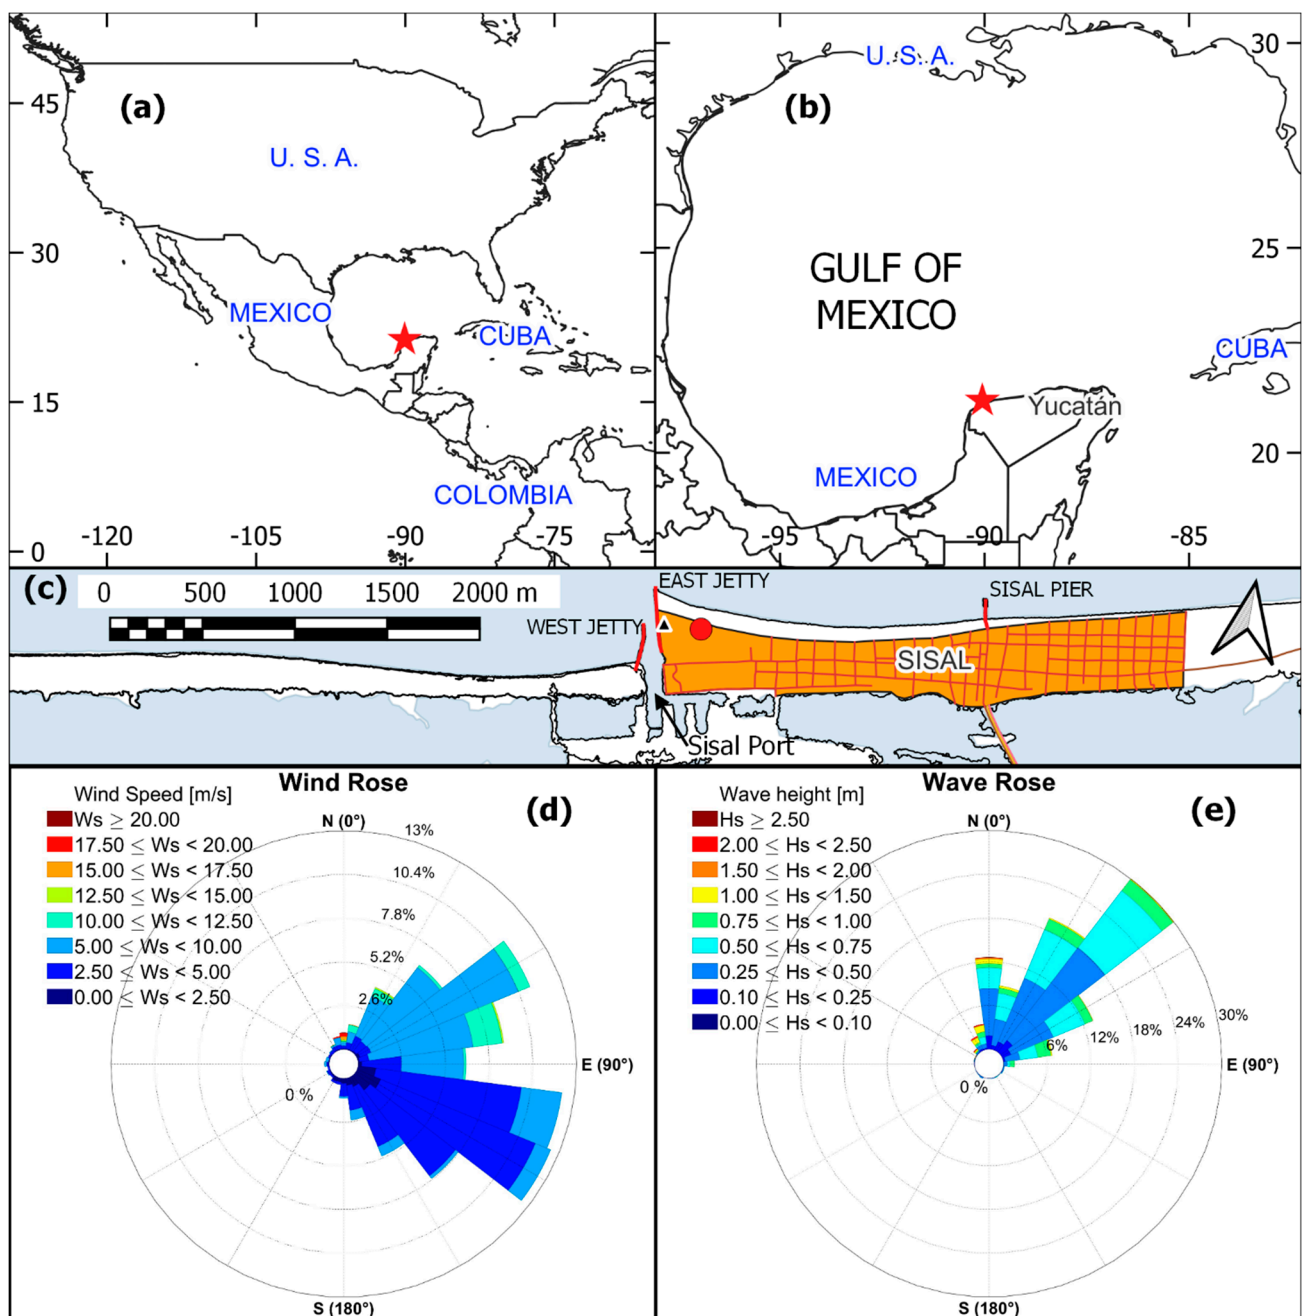 (a)
U. S. A.
MEXICO
CUBA
COLOMBIA
45
30
15
0
-120
-105
-90
-75
(b)
U.S.A.
GULF OF
MEXICO
CUBA
Yucatán
MEXICO
30
25
20
-95
-90
-85
(c)
0 500 1000 1500 2000 m
EAST JETTY
WEST JETTY
SISAL PIER
SISAL
Sisal Port
Wind Rose
(d)
Wind Speed [m/s]
Ws ≥ 20.00
17.50 ≤ Ws < 20.00
15.00 ≤ Ws < 17.50
12.50 ≤ Ws < 15.00
10.00 ≤ Ws < 12.50
5.00 ≤ Ws < 10.00
2.50 ≤ Ws < 5.00
0.00 ≤ Ws < 2.50
N (0°)
13%
10.4%
7.8%
5.2%
2.6%
0 %
E (90°)
S (180°)
Wave Rose
(e)
Wave height [m]
Hs ≥ 2.50
2.00 ≤ Hs < 2.50
1.50 ≤ Hs < 2.00
1.00 ≤ Hs < 1.50
0.75 ≤ Hs < 1.00
0.50 ≤ Hs < 0.75
0.25 ≤ Hs < 0.50
0.10 ≤ Hs < 0.25
0.00 ≤ Hs < 0.10
N (0°)
30%
24%
18%
12%
6%
0 %
E (90°)
S (180°)